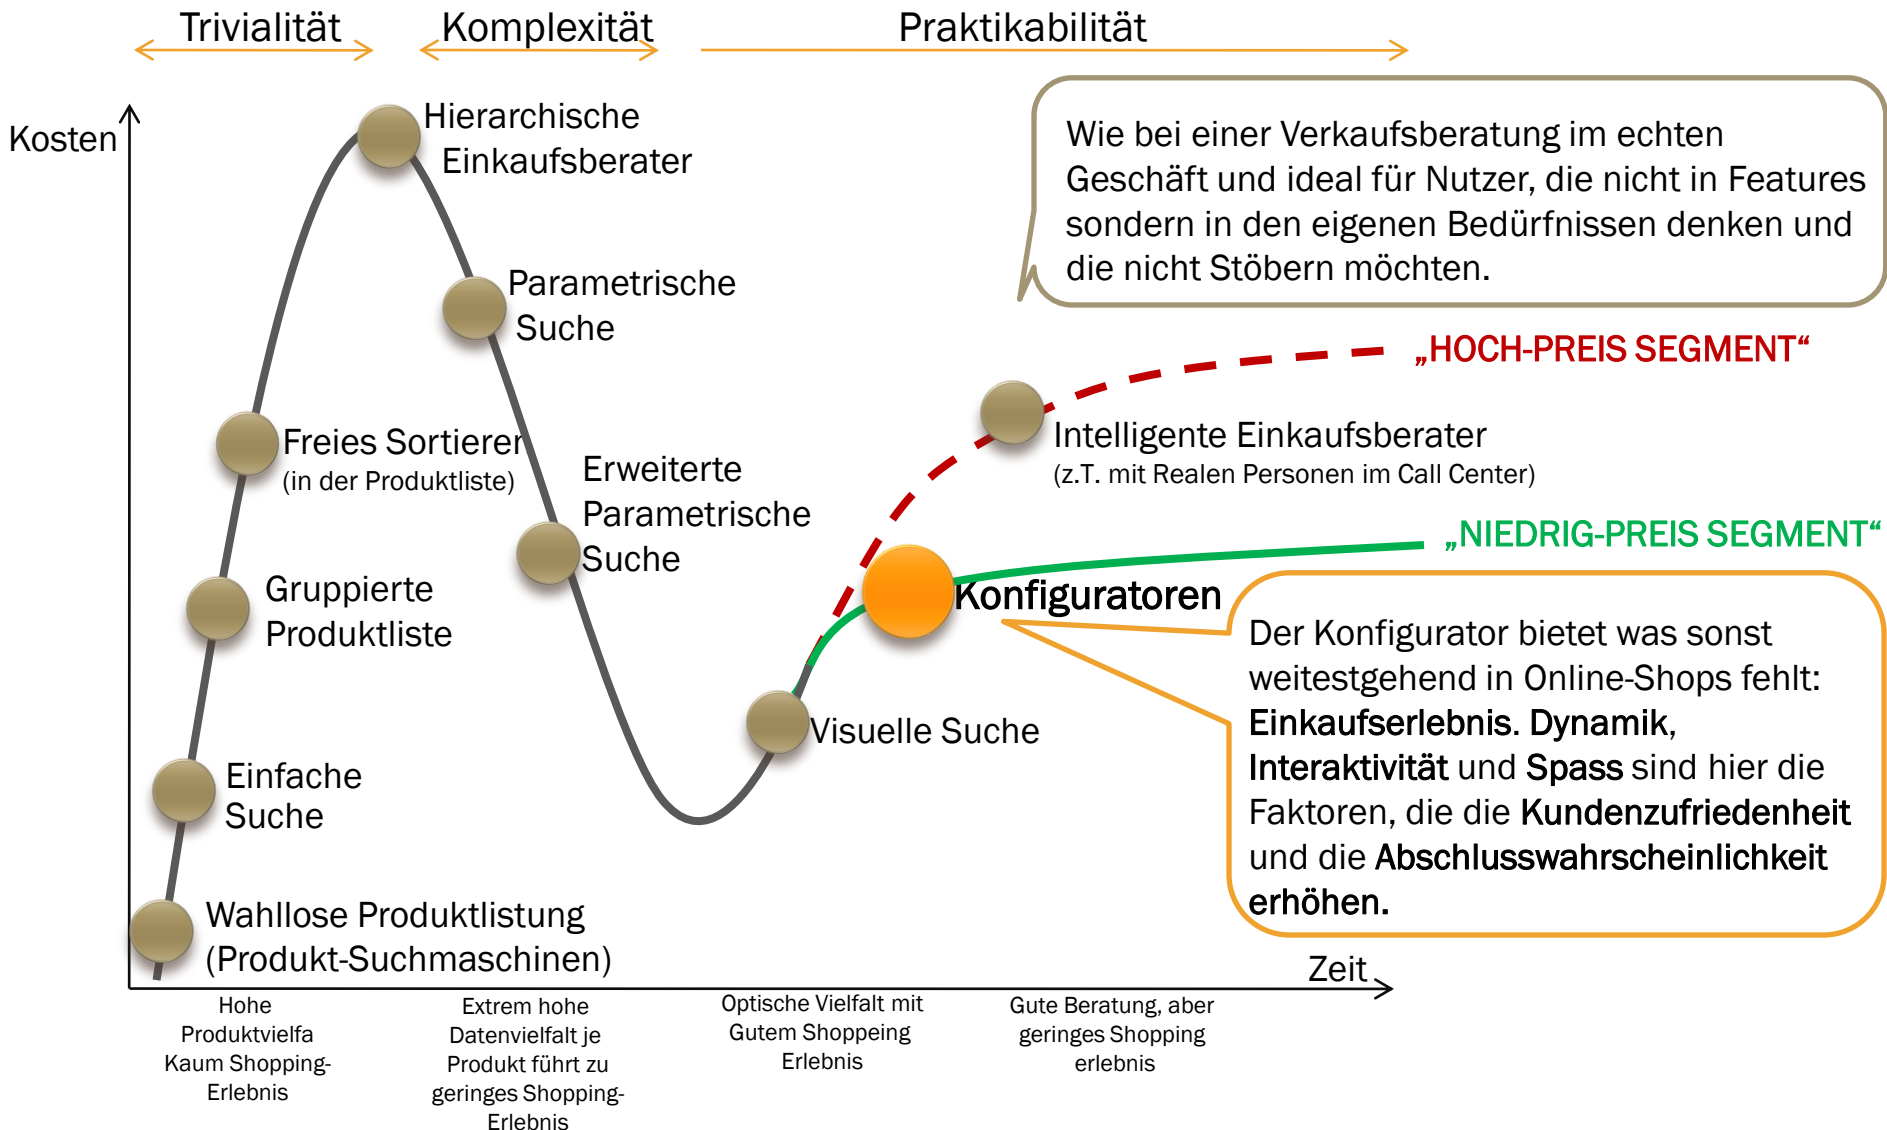 Trivialität
Komplexität
Praktikabilität
Kosten
Hierarchische
Einkaufsberater
Wie bei einer Verkaufsberatung im echten
Geschäft und ideal für Nutzer, die nicht in Features
sondern in den eigenen Bedürfnissen denken und
die nicht Stöbern möchten.
Parametrische
Suche
„HOCH-PREIS SEGMENT“
Freies Sortierer
(in der Produktliste)
Intelligente Einkaufsberater
(z.T. mit Realen Personen im Call Center)
Erweiterte
Parametrische
Suche
„NIEDRIG-PREIS SEGMENT“
Gruppierte
Produktliste
Konfiguratoren
Der Konfigurator bietet was sonst
weitestgehend in Online-Shops fehlt:
Einkaufserlebnis. Dynamik,
Interaktivität und Spass sind hier die
Faktoren, die die Kundenzufriedenheit
und die Abschlusswahrscheinlichkeit
erhöhen.
Visuelle Suche
Einfache
Suche
Wahllose Produktlistung
(Produkt-Suchmaschinen)
Zeit
Hohe
Produktvielfa
Kaum Shopping-
Erlebnis
Extrem hohe
Datenvielfalt je
Produkt führt zu
geringes Shopping-
Erlebnis
Optische Vielfalt mit
Gutem Shoppeing
Erlebnis
Gute Beratung, aber
geringes Shopping
erlebnis